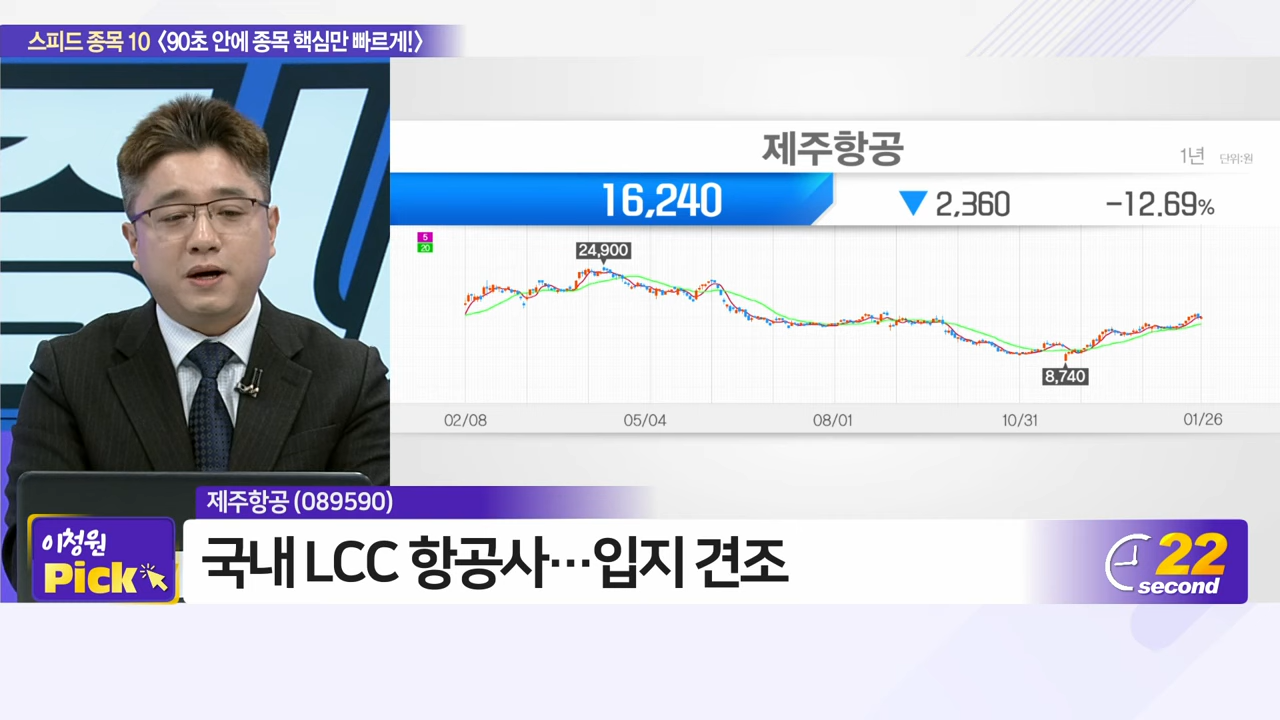 스피드 종목 10 〈90초 안에 종목 핵심만 빠르게!〉
제주항공
1년 단위:원
16,240 ▼ 2,360 -12.69%
5
20
24,900
8,740
02/08 05/04 08/01 10/31 01/26
제주항공 (089590)
이청원
Pick
국내 LCC 항공사…입지 견조
22
second